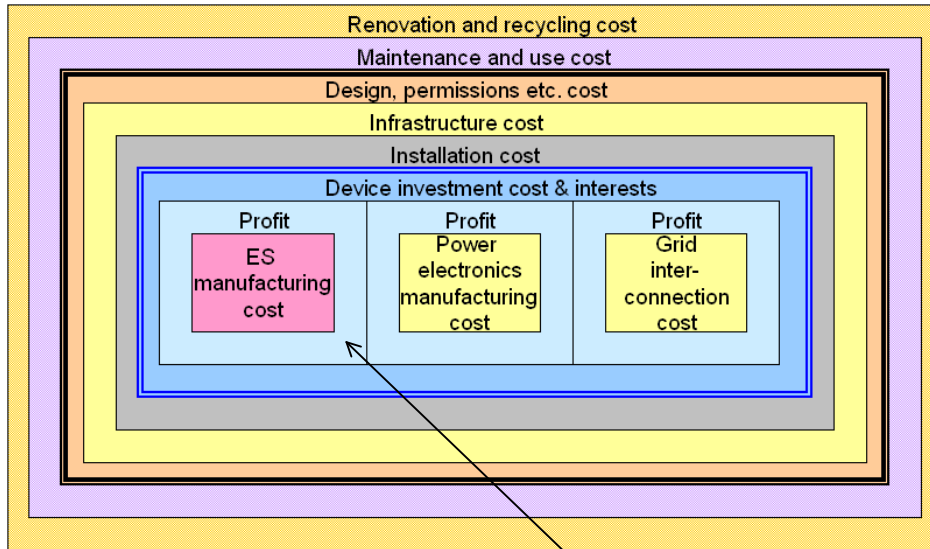 Renovation and recycling cost
Maintenance and use cost
Design, permissions etc. cost
Infrastructure cost
Installation cost
Device investment cost & interests
Profit
ES
manufacturing
cost
Profit
Power
electronics
manufacturing
cost
Profit
Grid
inter-
connection
cost